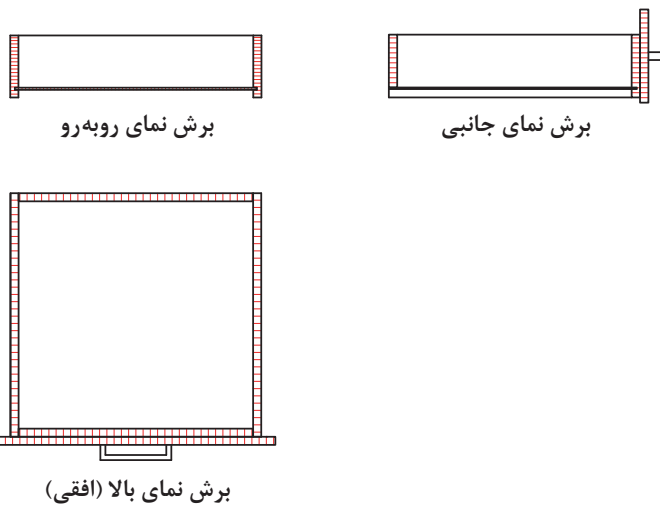 برش نمای روبه‌رو
برش نمای جانبی
برش نمای بالا (افقی)